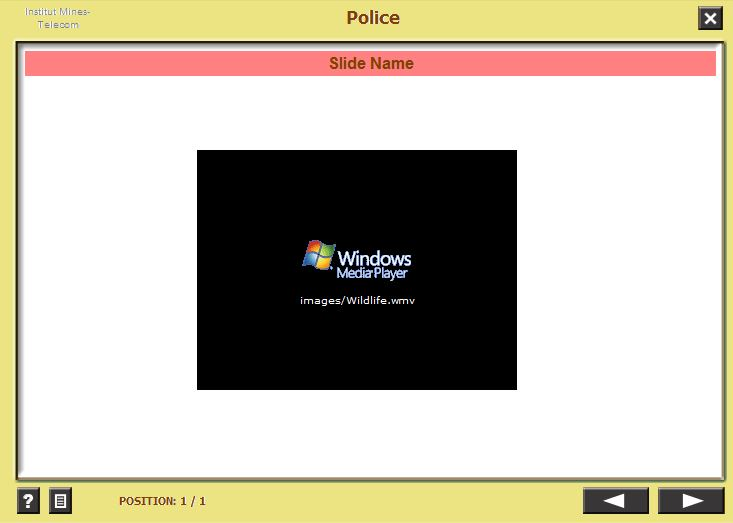 Institut Mines-
Telecom
Police
Slide Name
Windows
Media Player
images/Wildlife.wmv
?
POSITION: 1 / 1